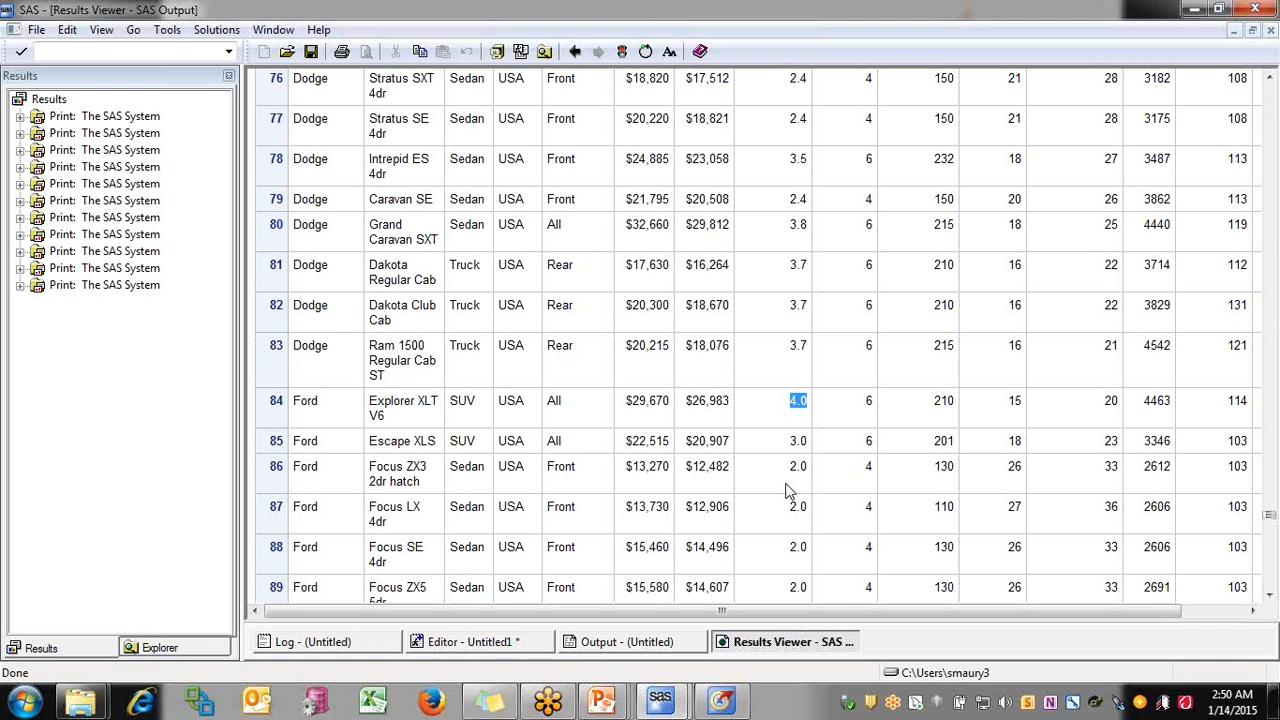 SAS - [Results Viewer - SAS Output]
File Edit View Go Tools Solutions Window Help
Results
Results
Print: The SAS System
Print: The SAS System
Print: The SAS System
Print: The SAS System
Print: The SAS System
Print: The SAS System
Print: The SAS System
Print: The SAS System
Print: The SAS System
Print: The SAS System
Print: The SAS System
76 Dodge Stratus SXT Sedan USA Front $18,820 $17,512 2.4 4 150 21 28 3182 108
4dr
77 Dodge Stratus SE Sedan USA Front $20,220 $18,821 2.4 4 150 21 28 3175 108
4dr
78 Dodge Intrepid ES Sedan USA Front $24,885 $23,058 3.5 6 232 18 27 3487 113
4dr
79 Dodge Caravan SE Sedan USA Front $21,795 $20,508 2.4 4 150 20 26 3862 113
80 Dodge Grand Sedan USA All $32,660 $29,812 3.8 6 215 18 25 4440 119
Caravan SXT
81 Dodge Dakota Truck USA Rear $17,630 $16,264 3.7 6 210 16 22 3714 112
Regular Cab
82 Dodge Dakota Club Truck USA Rear $20,300 $18,670 3.7 6 210 16 22 3829 131
Cab
83 Dodge Ram 1500 Truck USA Rear $20,215 $18,076 3.7 6 215 16 21 4542 121
Regular Cab
ST
84 Ford Explorer XLT SUV USA All $29,670 $26,983 4.0 6 210 15 20 4463 114
V6
85 Ford Escape XLS SUV USA All $22,515 $20,907 3.0 6 201 18 23 3346 103
86 Ford Focus ZX3 Sedan USA Front $13,270 $12,482 2.0 4 130 26 33 2612 103
2dr hatch
87 Ford Focus LX Sedan USA Front $13,730 $12,906 2.0 4 110 27 36 2606 103
4dr
88 Ford Focus SE Sedan USA Front $15,460 $14,496 2.0 4 130 26 33 2606 103
4dr
89 Ford Focus ZX5 Sedan USA Front $15,580 $14,607 2.0 4 130 26 33 2691 103
5dr
Results Explorer
Log - (Untitled) Editor - Untitled1 * Output - (Untitled) Results Viewer - SAS ...
Done C:\Users\smaury3
sas
2:50 AM
1/14/2015